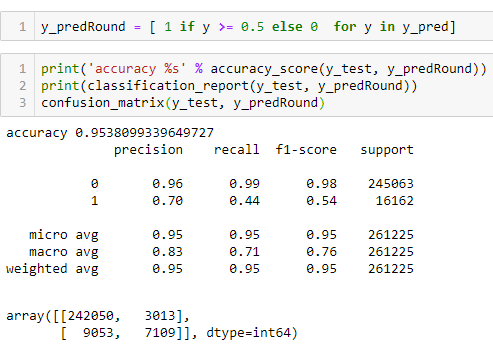 1 y_predRound = [ 1 if y >= 0.5 else 0  for y in y_pred]
1 print('accuracy %s' % accuracy_score(y_test, y_predRound))
2 print(classification_report(y_test, y_predRound))
3 confusion_matrix(y_test, y_predRound)
accuracy 0.9538099339649727
precision recall f1-score support
0 0.96 0.99 0.98 245063
1 0.70 0.44 0.54 16162
micro avg 0.95 0.95 0.95 261225
macro avg 0.83 0.71 0.76 261225
weighted avg 0.95 0.95 0.95 261225
array([[242050, 3013],
[ 9053, 7109]], dtype=int64)